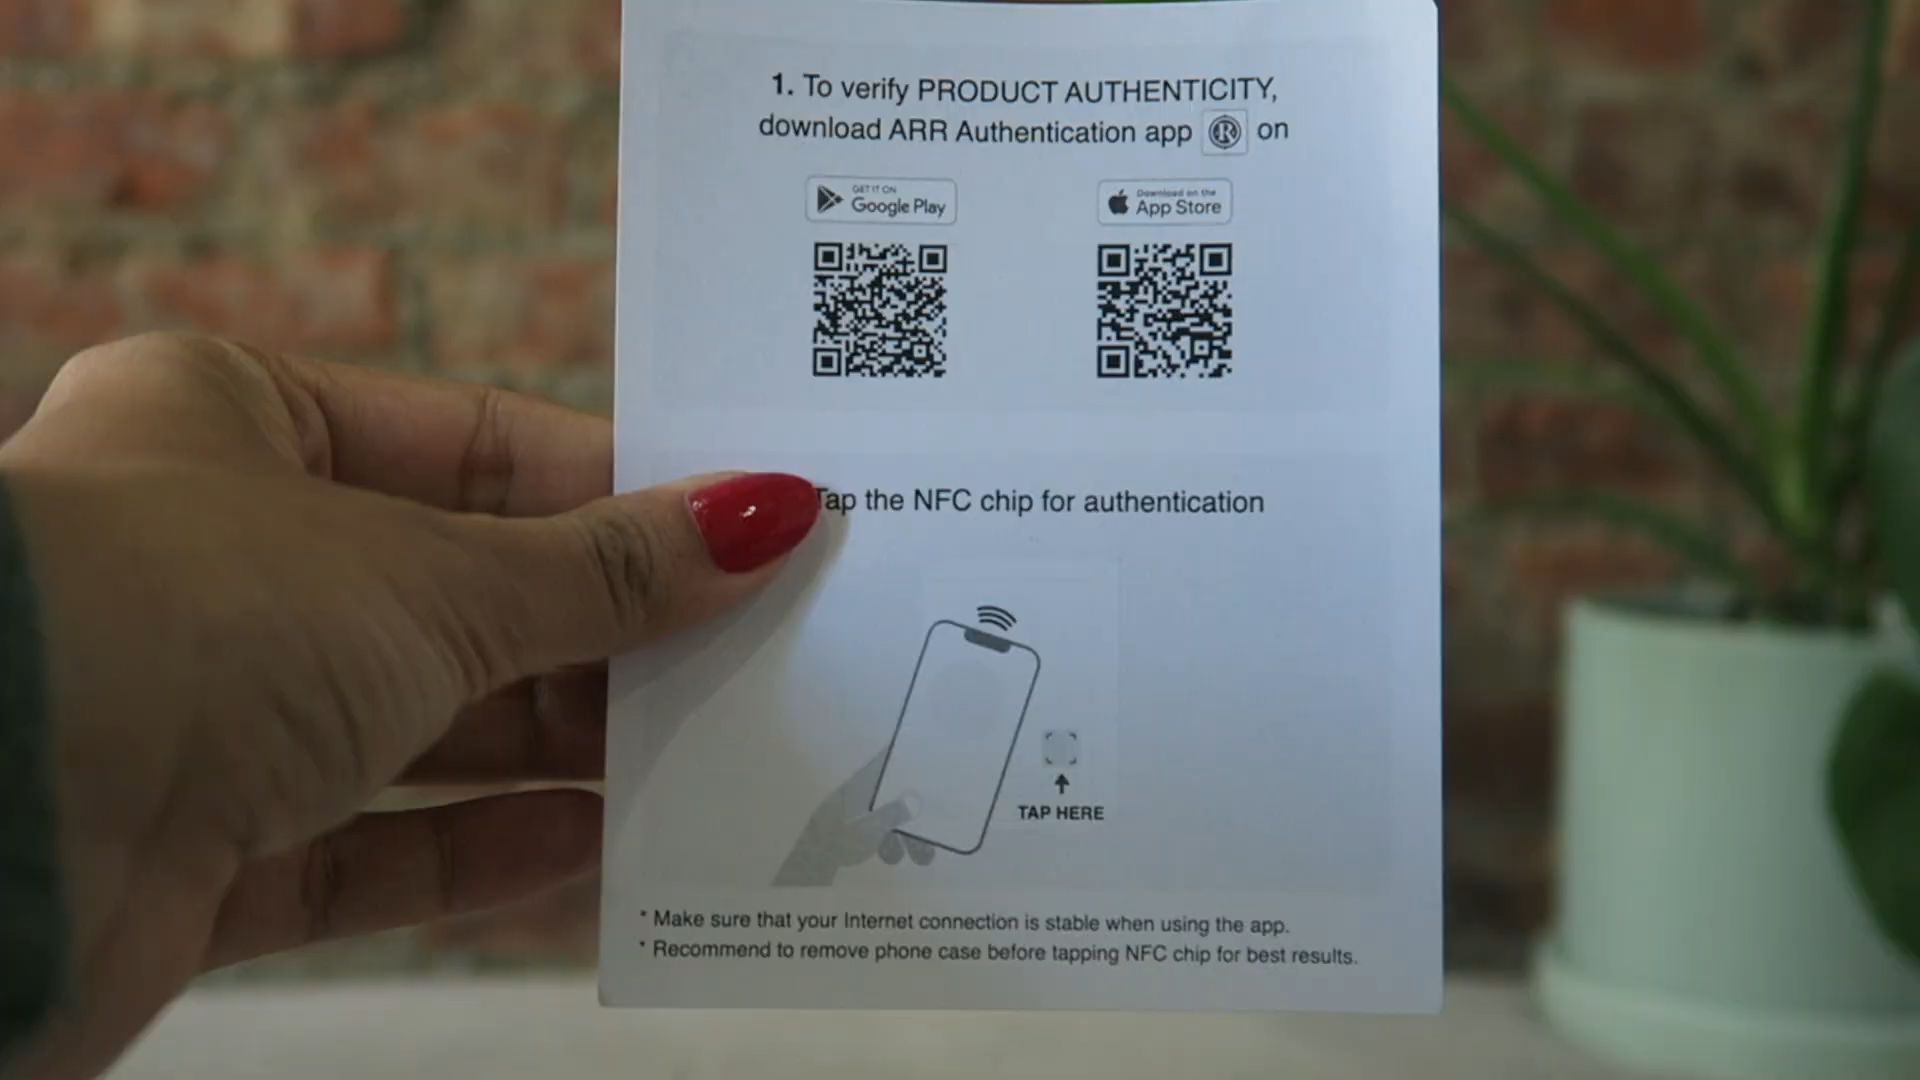 1. To verify PRODUCT AUTHENTICITY,
download ARR Authentication app R on
GET IT ON
Google Play
Download on the
App Store
Tap the NFC chip for authentication
TAP HERE
* Make sure that your Internet connection is stable when using the app.
* Recommend to remove phone case before tapping NFC chip for best results.